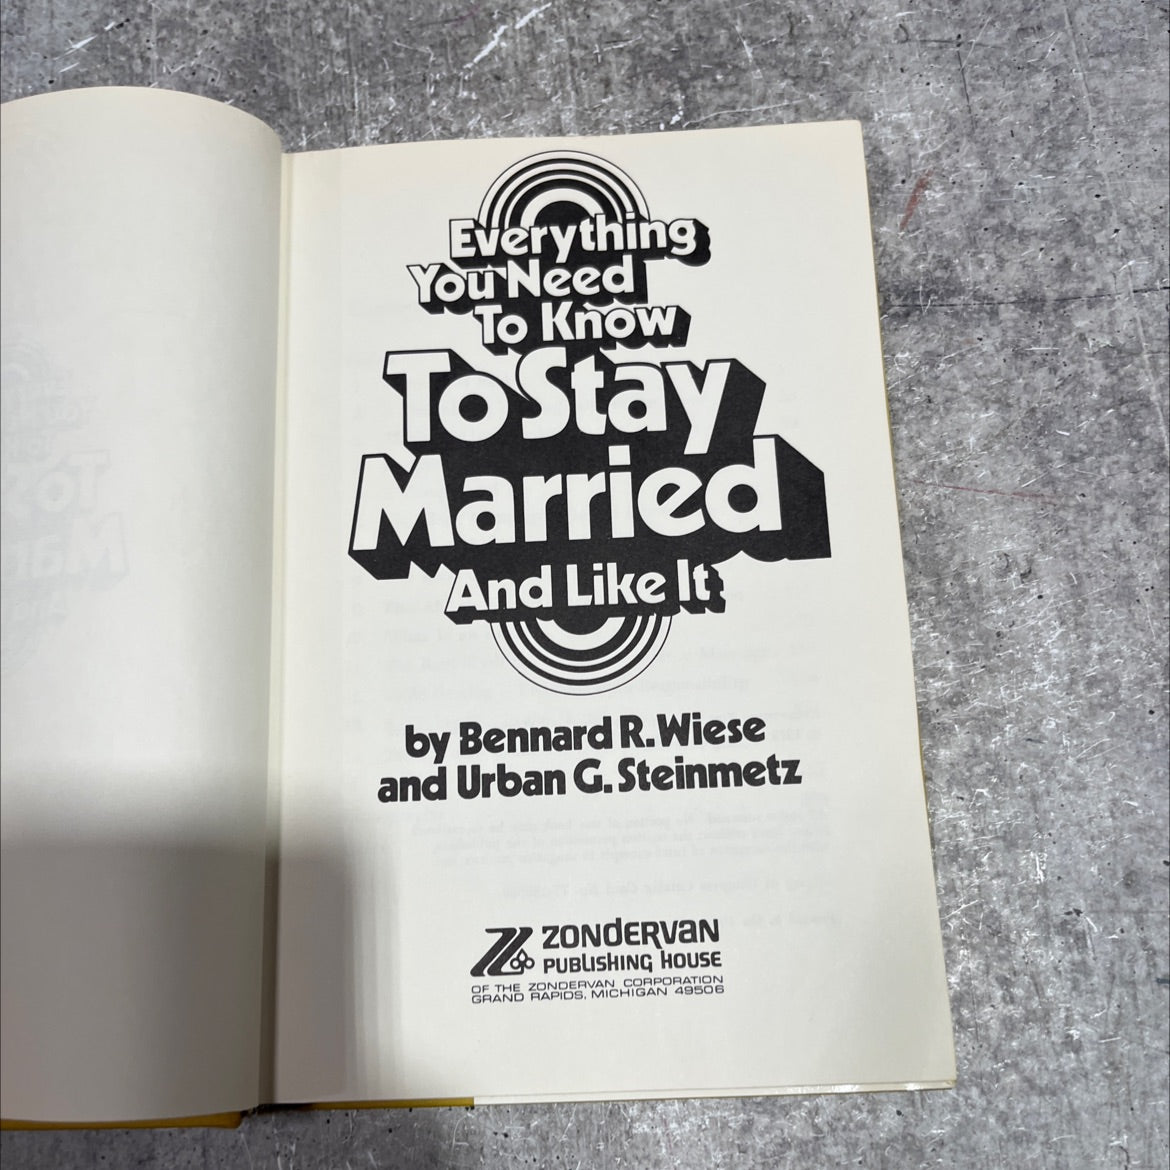 Everything
You Need
To Know
To Stay
Married
And Like It
by Bennard R. Wiese
and Urban G. Steinmetz
ZONDERVAN
PUBLISHING HOUSE
OF THE ZONDERVAN CORPORATION
GRAND RAPIDS, MICHIGAN 49506